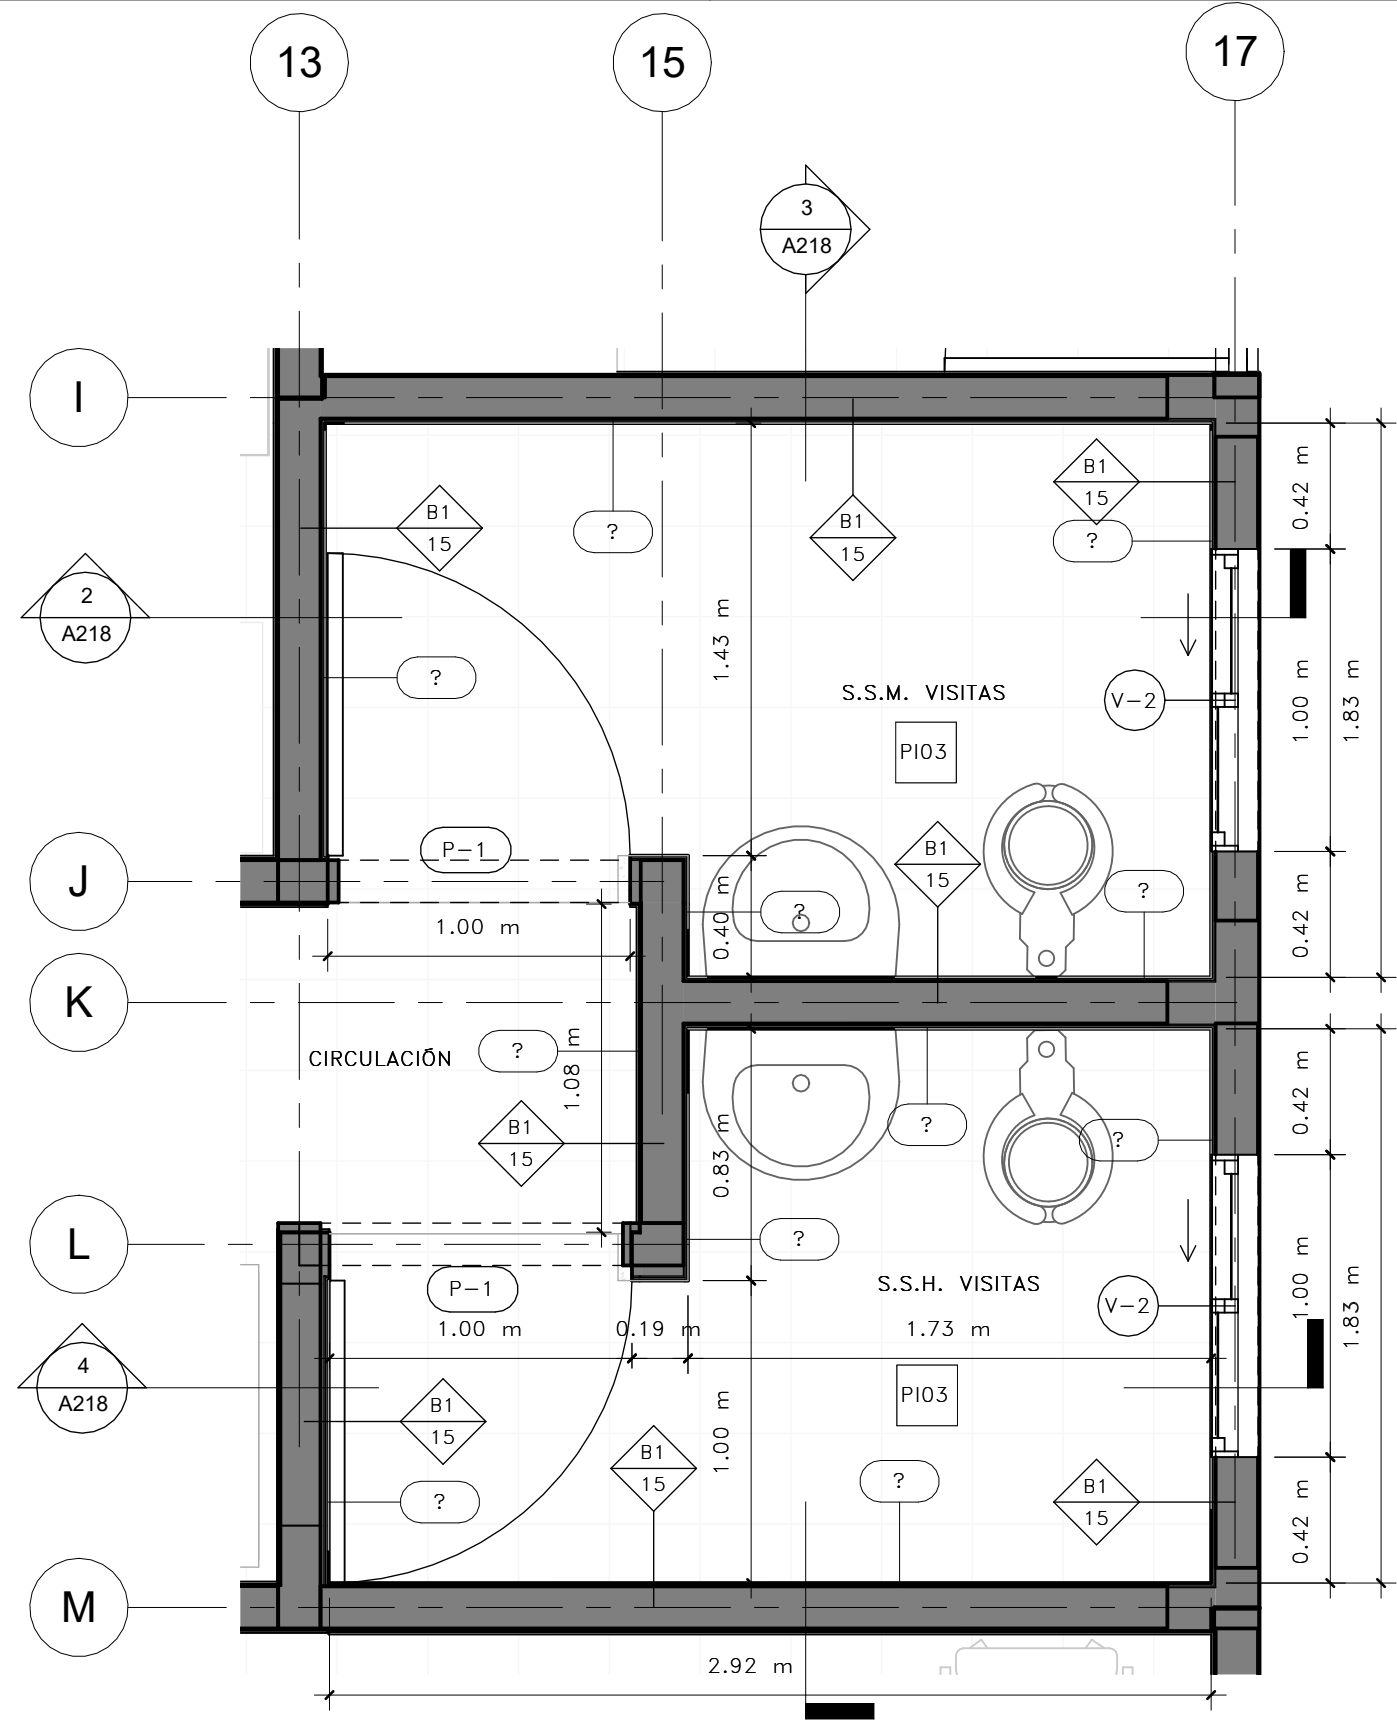 13
15
17
3
A218
I
B1
15
?
B1
15
B1
15
?
0.42 m
2
A218
?
1.43 m
S.S.M. VISITAS
V-2
1.00 m
1.83 m
PI03
P-1
B1
15
J
?
?
0.40 m
0.42 m
1.00 m
K
CIRCULACIÓN
?
1.08 m
0.42 m
?
?
B1
15
0.83 m
L
?
P-1
S.S.H. VISITAS
V-2
1.00 m
1.83 m
1.00 m
0.19 m
1.73 m
4
A218
PI03
B1
15
1.00 m
B1
15
?
?
B1
15
0.42 m
M
2.92 m